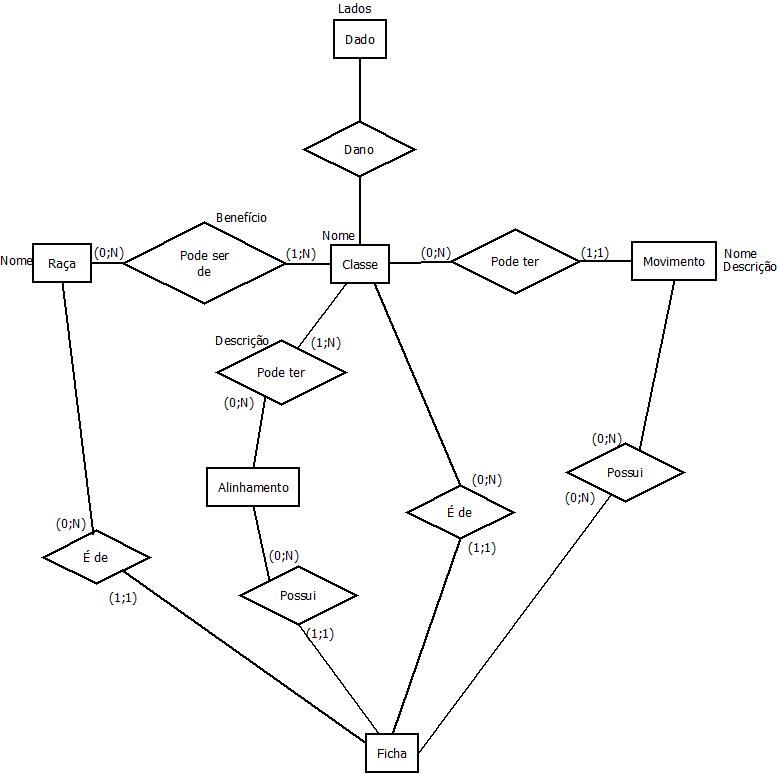 Lados
Dado
Dano
Benefício
Nome
Nome
Raça
(0;N)
Pode ser
de
(1;N)
Classe
(0;N)
Pode ter
(1;1)
Movimento
Nome
Descrição
Descrição
(1;N)
Pode ter
(0;N)
Alinhamento
(0;N)
É de
(1;1)
(0;N)
Possui
(1;1)
(0;N)
É de
(1;1)
(0;N)
Possui
(0;N)
Ficha